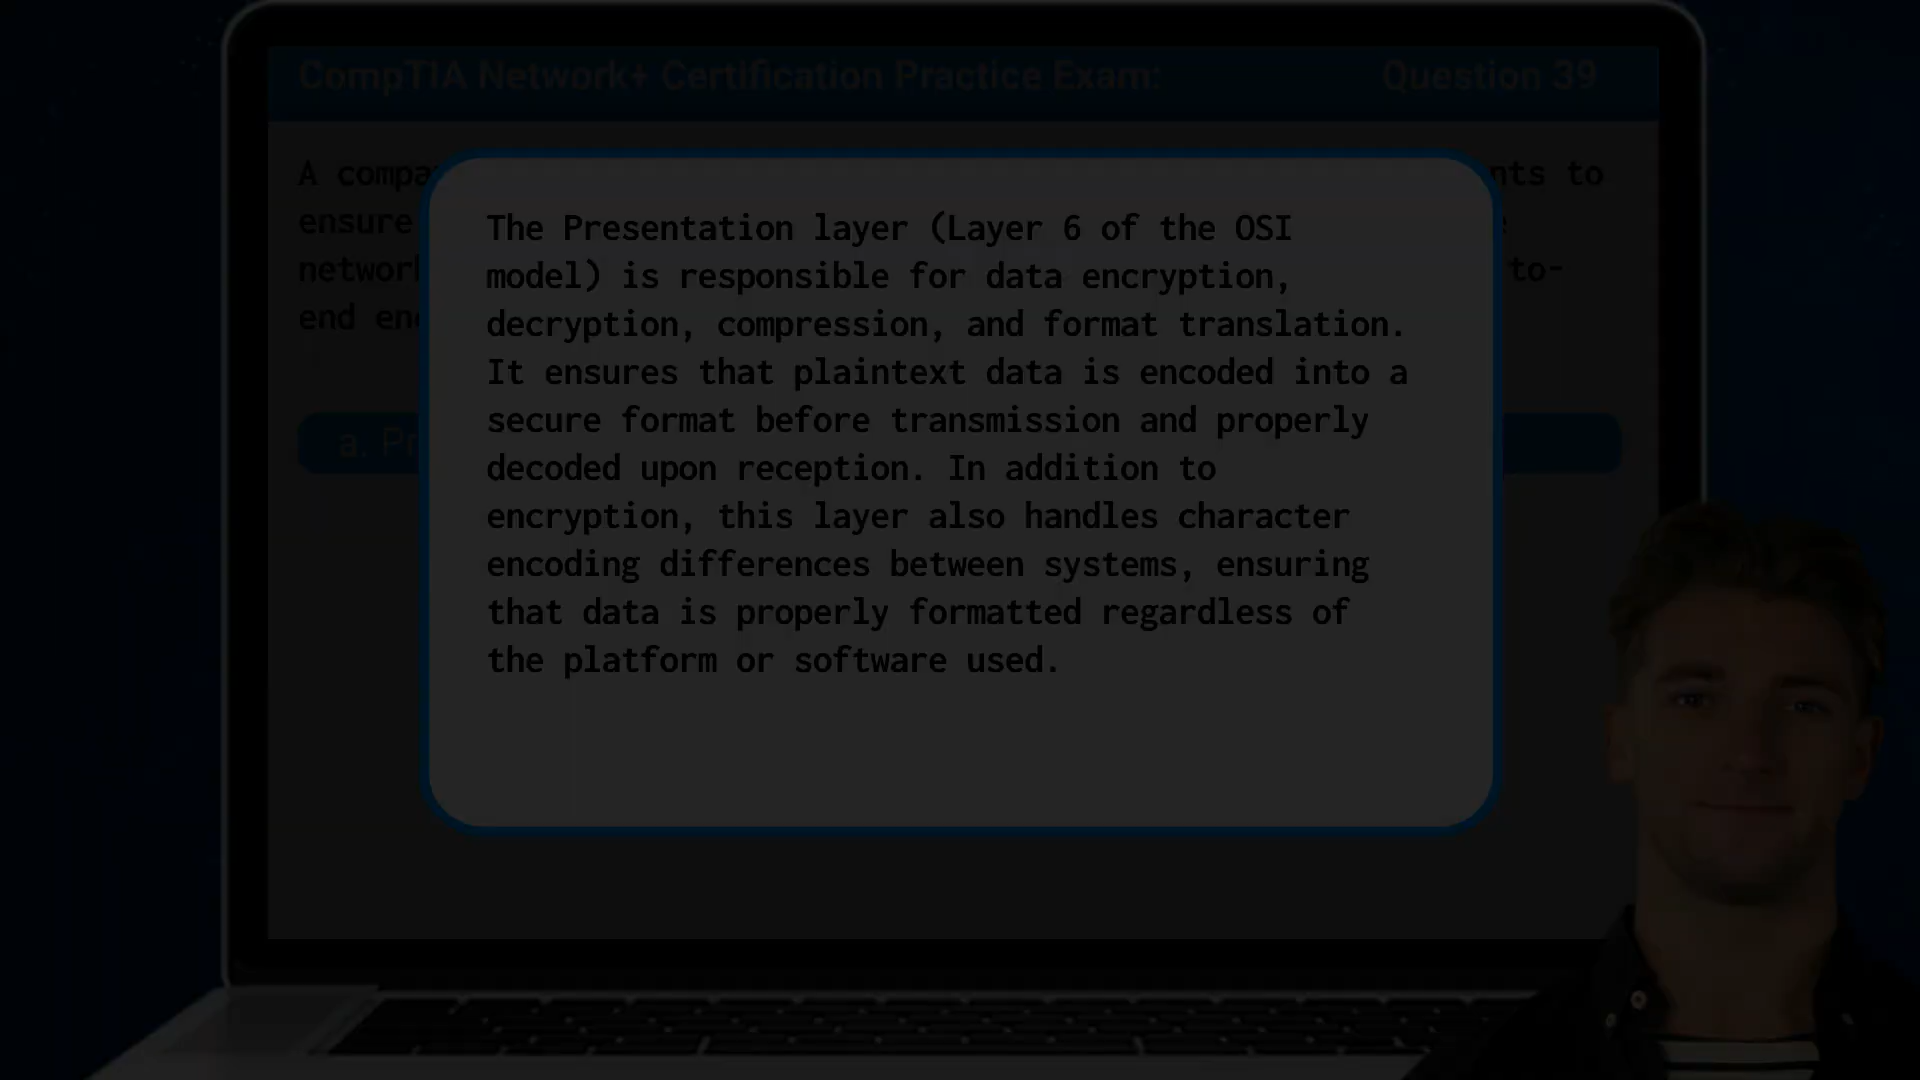 CompTIA Network+ Certification Practice Exam: Question 39
A compa nts to
ensure
network to-
end en
a. Pr
The Presentation layer (Layer 6 of the OSI
model) is responsible for data encryption,
decryption, compression, and format translation.
It ensures that plaintext data is encoded into a
secure format before transmission and properly
decoded upon reception. In addition to
encryption, this layer also handles character
encoding differences between systems, ensuring
that data is properly formatted regardless of
the platform or software used.